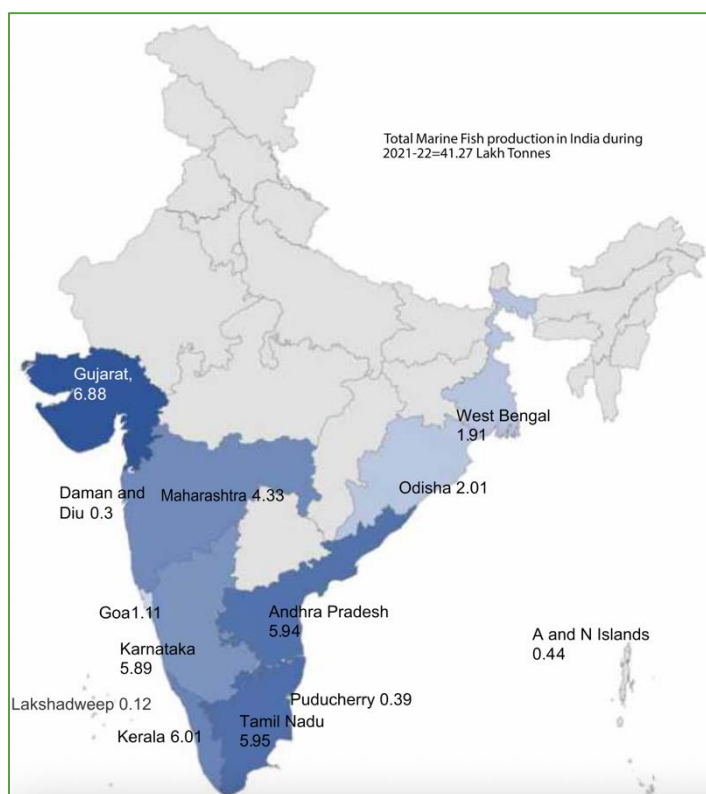 Total Marine Fish production in India during
2021-22=41.27 Lakh Tonnes
Gujarat,
6.88
West Bengal
1.91
Daman and
Diu 0.3
Maharashtra 4.33
Odisha 2.01
Goa1.11
Andhra Pradesh
5.94
A and N Islands
0.44
Karnataka
5.89
Lakshadweep 0.12
Puducherry 0.39
Kerala 6.01
Tamil Nadu
5.95